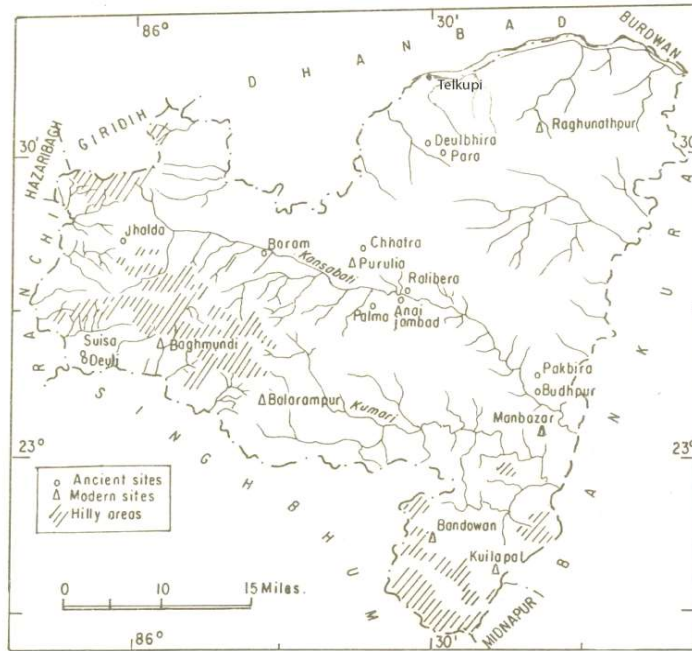 86°
30'
D H A N B A D
BURDWAN
GIRIDIH
HAZARIBAGH
30'
30'
Telkupi
Raghunathpur
Deulbhira
Para
Jhalda
Boram
Kansabati
Chhatra
Purulia
Ralibera
Anai
jambad
Palma
Suisa
Deuli
Baghmundi
Balarampur
Kumari
Pakbira
Budhpur
Manbazar
R A N C H I
S I N G H B H U M
B A N K U R A
23°
23°
Ancient sites
Modern sites
Hilly areas
Bandowan
Kuilapal
0 10 15 Miles.
MIDNAPUR
86°
30'